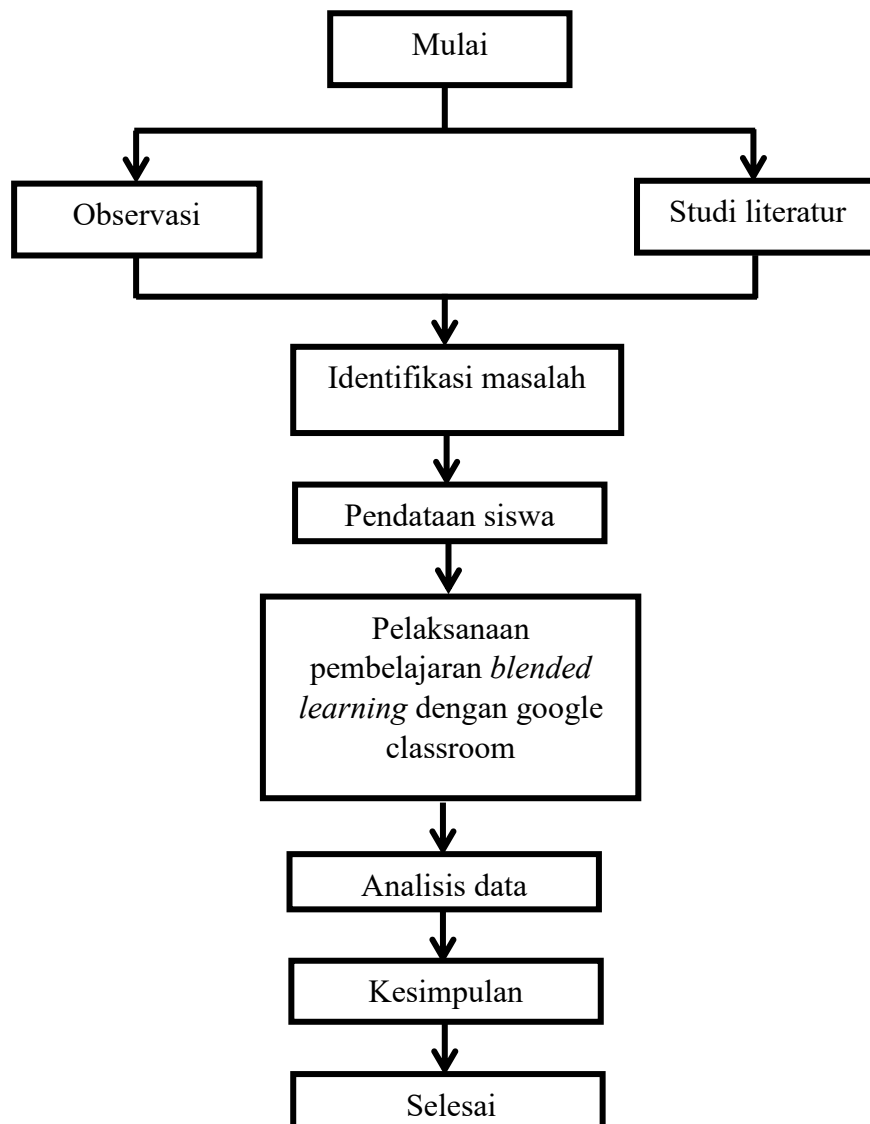 Mulai
Observasi
Studi literatur
Identifikasi masalah
Pendataan siswa
Pelaksanaan
pembelajaran blended
learning dengan google
classroom
Analisis data
Kesimpulan
Selesai